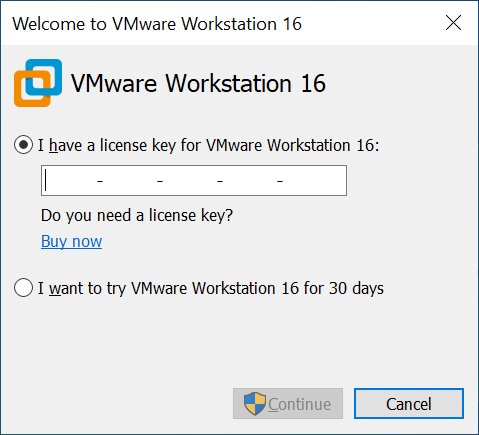 Welcome to VMware Workstation 16
VMware Workstation 16
I have a license key for VMware Workstation 16:
- - - -
Do you need a license key?
Buy now
I want to try VMware Workstation 16 for 30 days
Continue Cancel